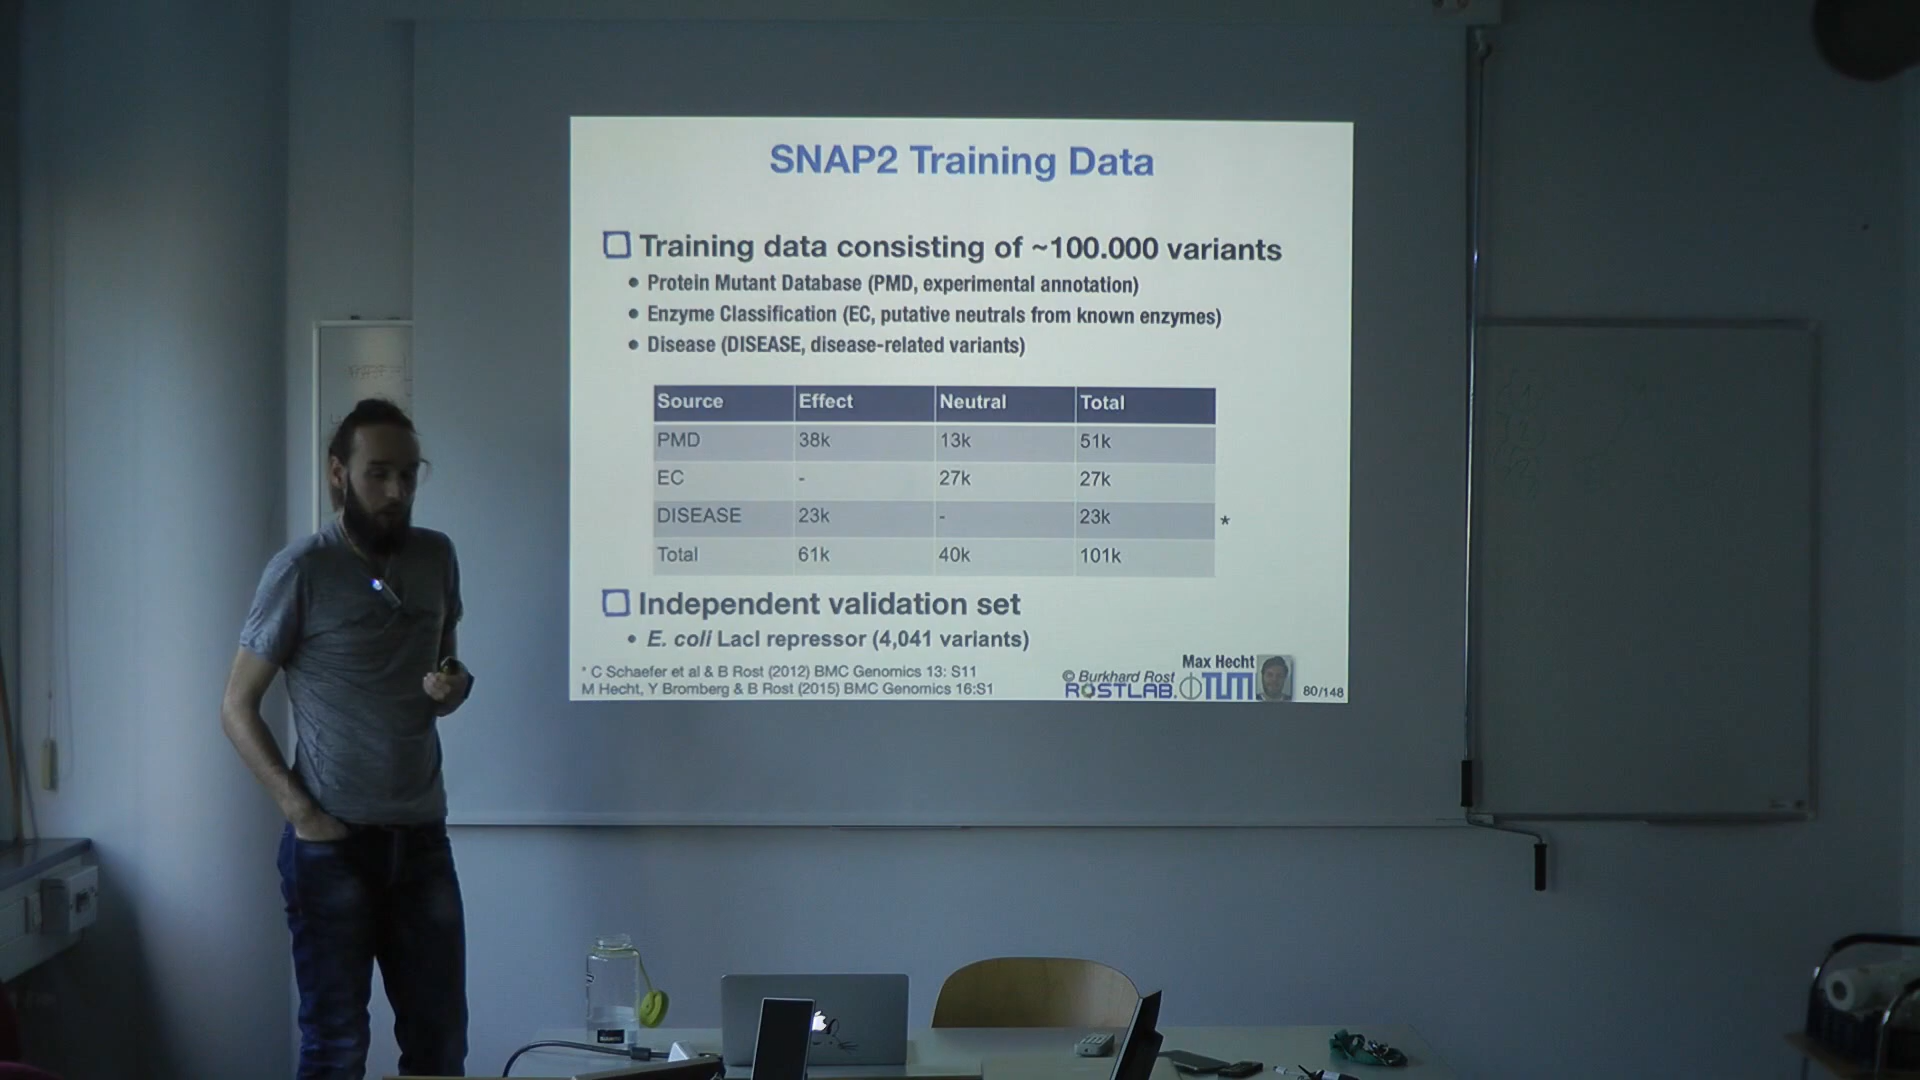 SNAP2 Training Data
Training data consisting of ~100.000 variants
• Protein Mutant Database (PMD, experimental annotation)
• Enzyme Classification (EC, putative neutrals from known enzymes)
• Disease (DISEASE, disease-related variants)
Source Effect Neutral Total
PMD 38k 13k 51k
EC - 27k 27k
DISEASE 23k - 23k *
Total 61k 40k 101k
Independent validation set
• E. coli LacI repressor (4,041 variants)
* C Schaefer et al & B Rost (2012) BMC Genomics 13: S11
M Hecht, Y Bromberg & B Rost (2015) BMC Genomics 16:S1
Max Hecht
© Burkhard Rost
ROSTLAB. TUM
80/148